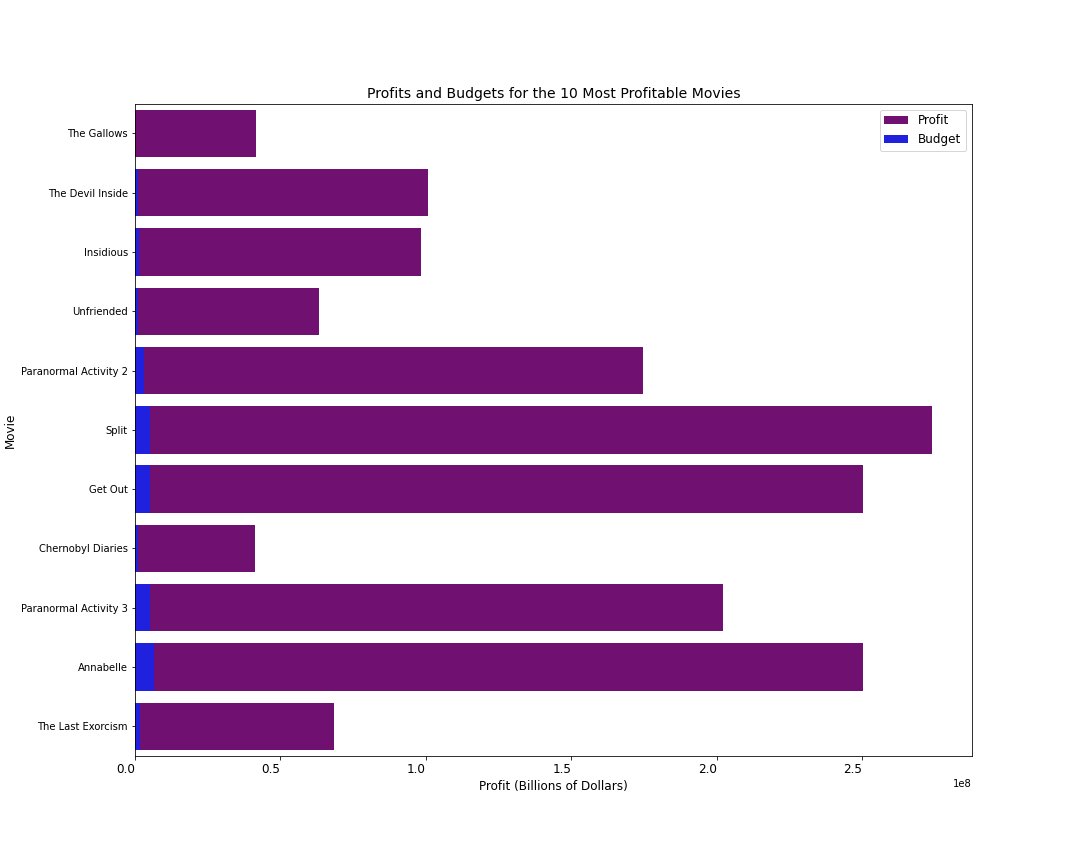 Profits and Budgets for the 10 Most Profitable Movies
Profit
Budget
The Gallows
The Devil Inside
Insidious
Unfriended
Paranormal Activity 2
Split
Get Out
Chernobyl Diaries
Paranormal Activity 3
Annabelle
The Last Exorcism
Movie
0.0 0.5 1.0 1.5 2.0 2.5
1e8
Profit (Billions of Dollars)